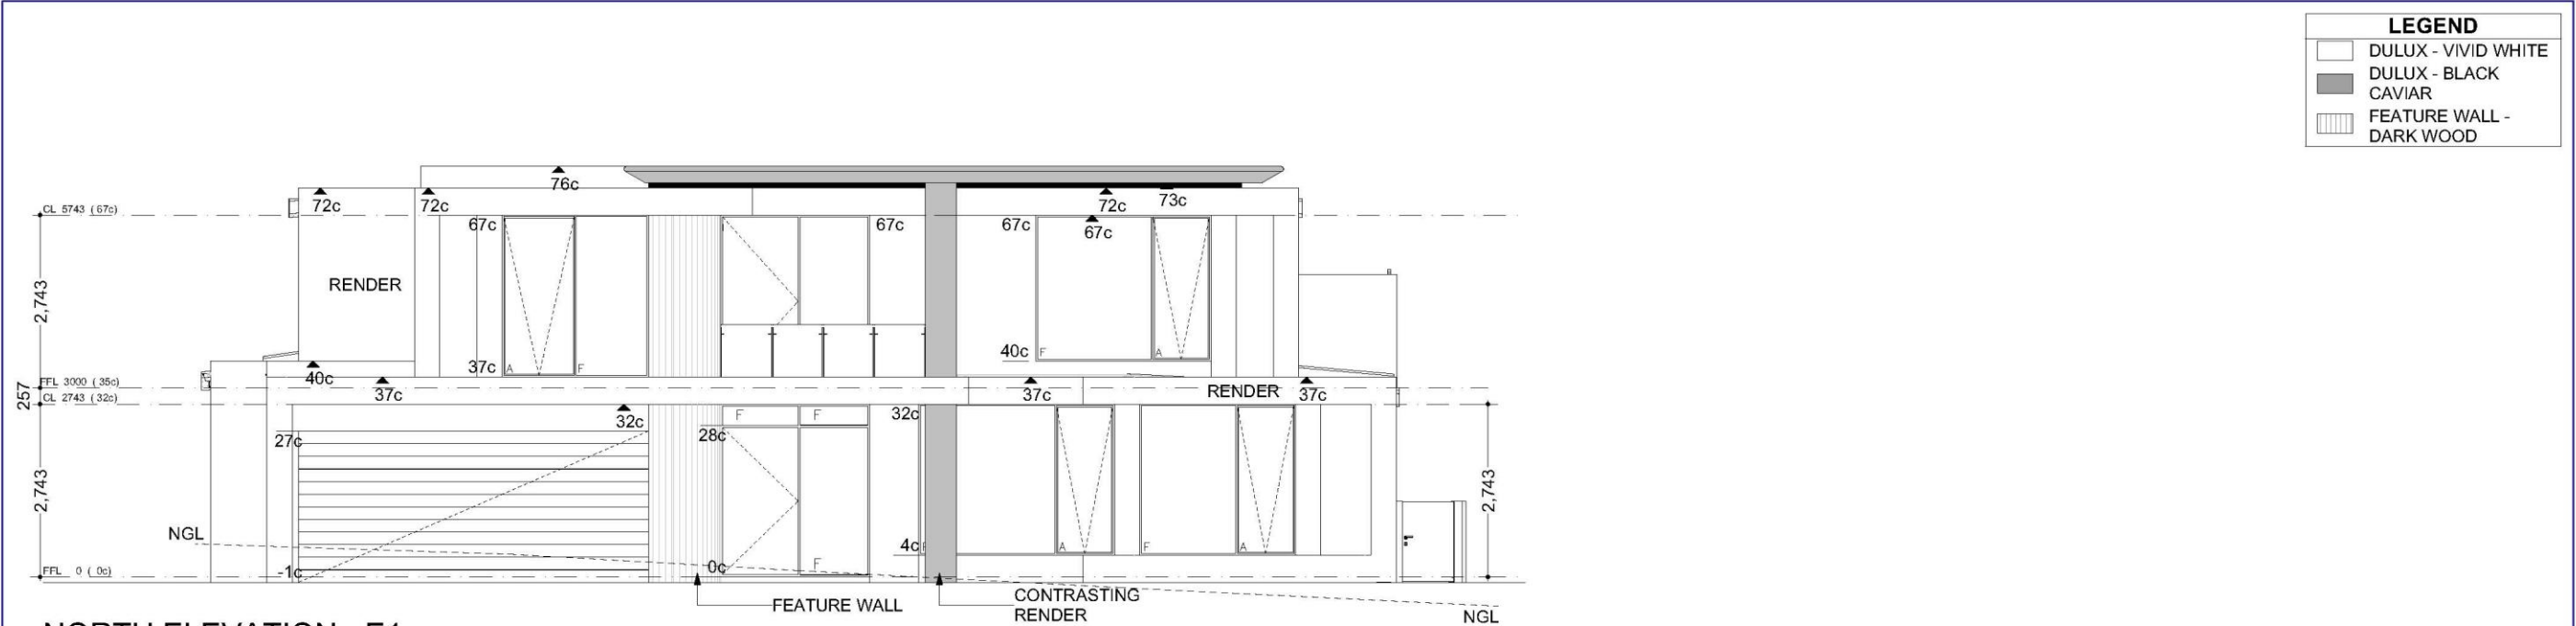 LEGEND
DULUX - VIVID WHITE
DULUX - BLACK
CAVIAR
FEATURE WALL -
DARK WOOD
76c
72c
72c
72c
73c
CL 5743 (67c)
67c
67c
67c
67c
2,743
RENDER
40c
37c
A
F
F
A
40c
FFL 3000 (35c)
37c
37c
RENDER
37c
257
CL 2743 (32c)
32c
F
F
32c
28c
27c
2,743
2,743
NGL
4c
F
A
F
A
FFL 0 ( 0c)
-1c
0c
F
FEATURE WALL
CONTRASTING
RENDER
NGL
NORTH ELEVATION - E1